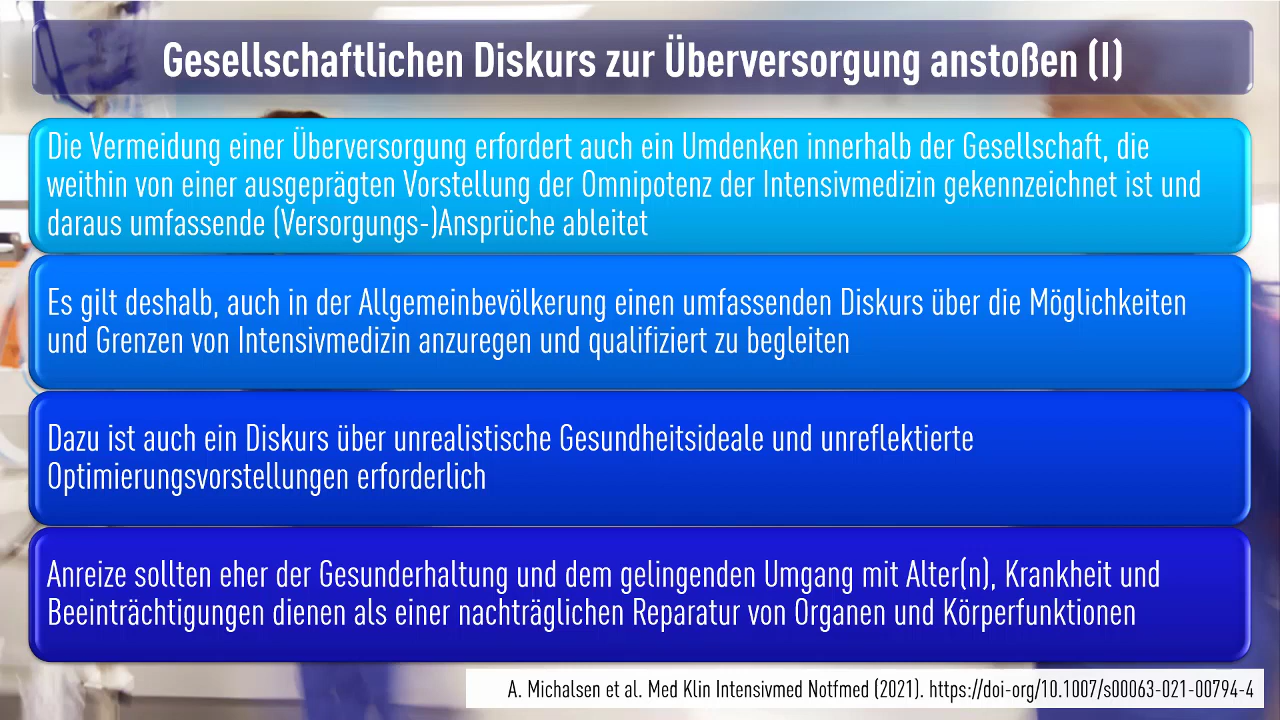 Gesellschaftlichen Diskurs zur Überversorgung anstoßen (I)
Die Vermeidung einer Überversorgung erfordert auch ein Umdenken innerhalb der Gesellschaft, die
weithin von einer ausgeprägten Vorstellung der Omnipotenz der Intensivmedizin gekennzeichnet ist und
daraus umfassende (Versorgungs-)Ansprüche ableitet
Es gilt deshalb, auch in der Allgemeinbevölkerung einen umfassenden Diskurs über die Möglichkeiten
und Grenzen von Intensivmedizin anzuregen und qualifiziert zu begleiten
Dazu ist auch ein Diskurs über unrealistische Gesundheitsideale und unreflektierte
Optimierungsvorstellungen erforderlich
Anreize sollten eher der Gesunderhaltung und dem gelingenden Umgang mit Alter(n), Krankheit und
Beeinträchtigungen dienen als einer nachträglichen Reparatur von Organen und Körperfunktionen
A. Michalsen et al. Med Klin Intensivmed Notfmed (2021). https://doi-org/10.1007/s00063-021-00794-4